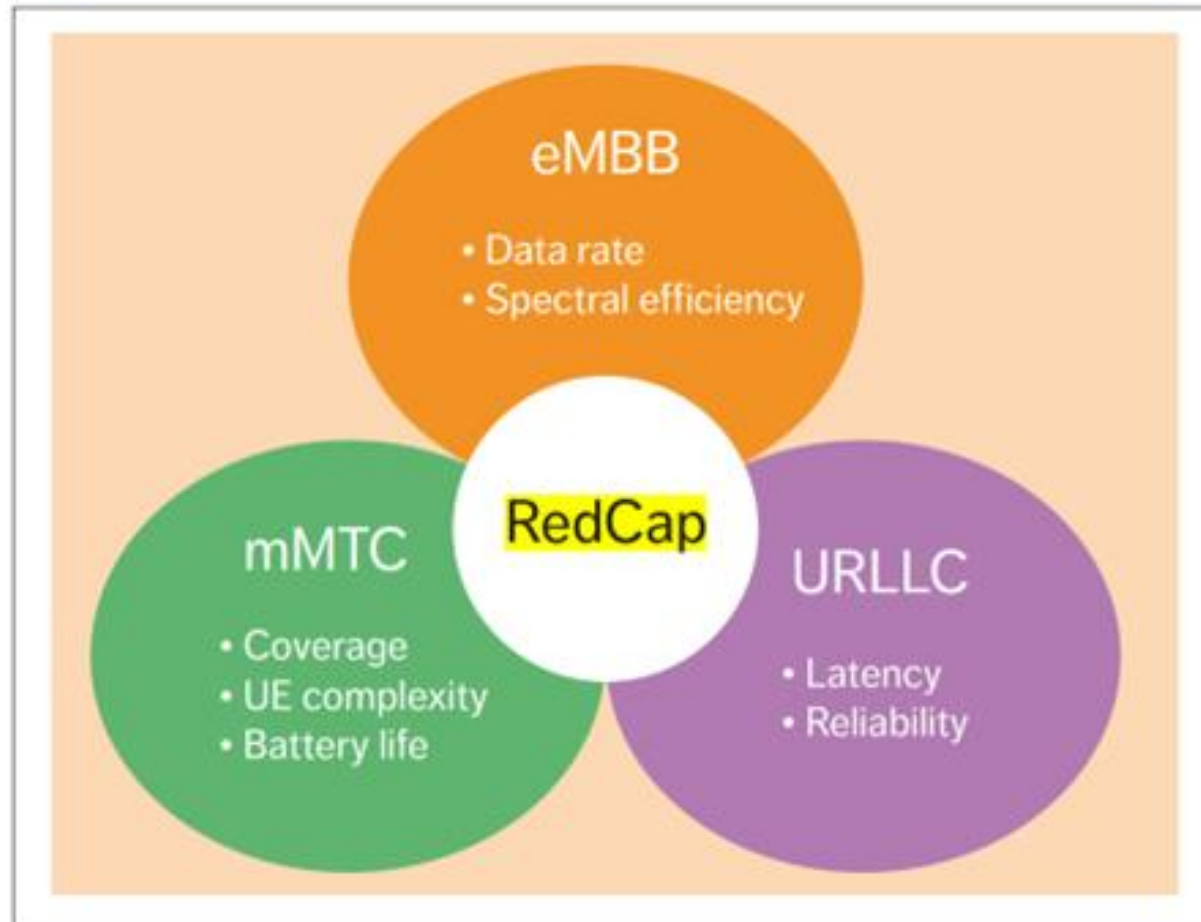 eMBB
• Data rate
• Spectral efficiency
RedCap
mMTC
• Coverage
• UE complexity
• Battery life
URLLC
• Latency
• Reliability